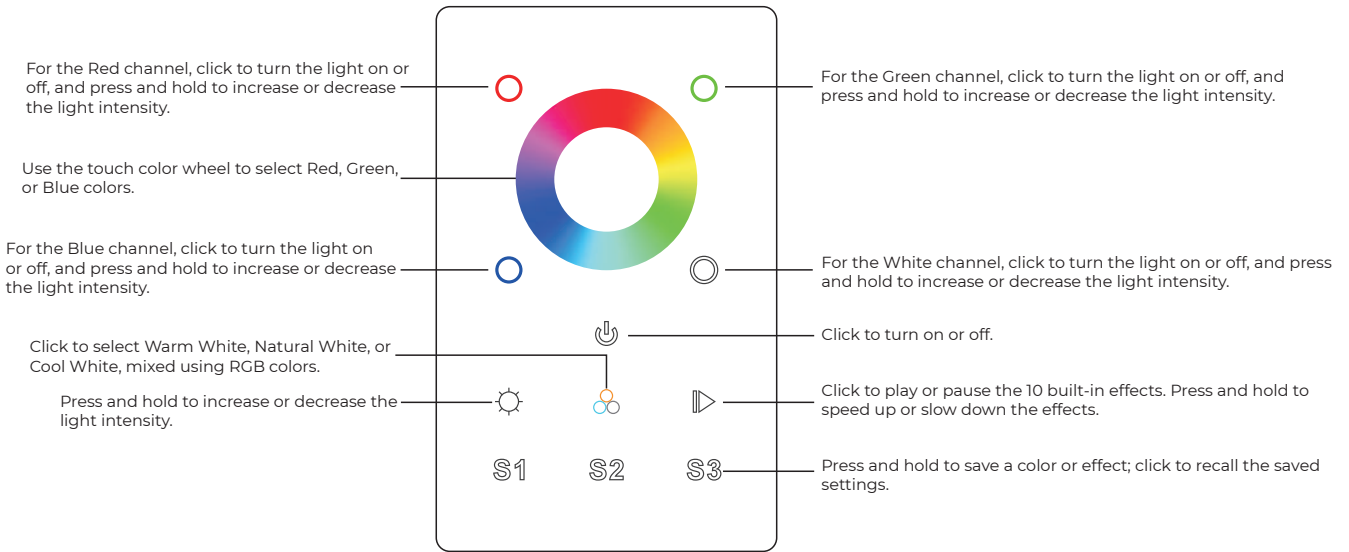 For the Red channel, click to turn the light on or
off, and press and hold to increase or decrease
the light intensity.
Use the touch color wheel to select Red, Green,
or Blue colors.
For the Blue channel, click to turn the light on
or off, and press and hold to increase or decrease
the light intensity.
Click to select Warm White, Natural White, or
Cool White, mixed using RGB colors.
Press and hold to increase or decrease the
light intensity.
S1 S2 S3
For the Green channel, click to turn the light on or off, and
press and hold to increase or decrease the light intensity.
For the White channel, click to turn the light on or off, and press
and hold to increase or decrease the light intensity.
Click to turn on or off.
Click to play or pause the 10 built-in effects. Press and hold to
speed up or slow down the effects.
Press and hold to save a color or effect; click to recall the saved
settings.